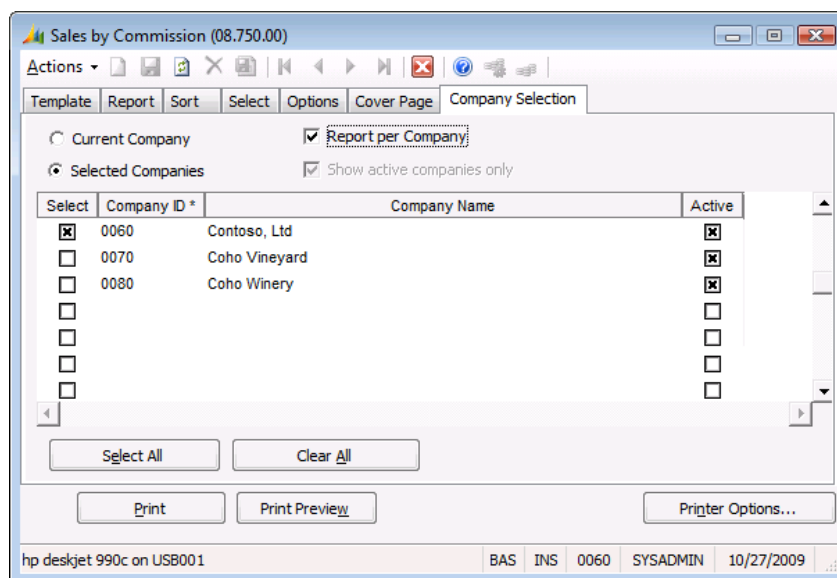 Sales by Commission (08.750.00)
Actions
Template Report Sort Select Options Cover Page Company Selection
Current Company Report per Company
Selected Companies Show active companies only
Select Company ID * Company Name Active
0060 Contoso, Ltd
0070 Coho Vineyard
0080 Coho Winery
Select All Clear All
Print Print Preview Printer Options...
hp deskjet 990c on USB001 BAS INS 0060 SYSADMIN 10/27/2009